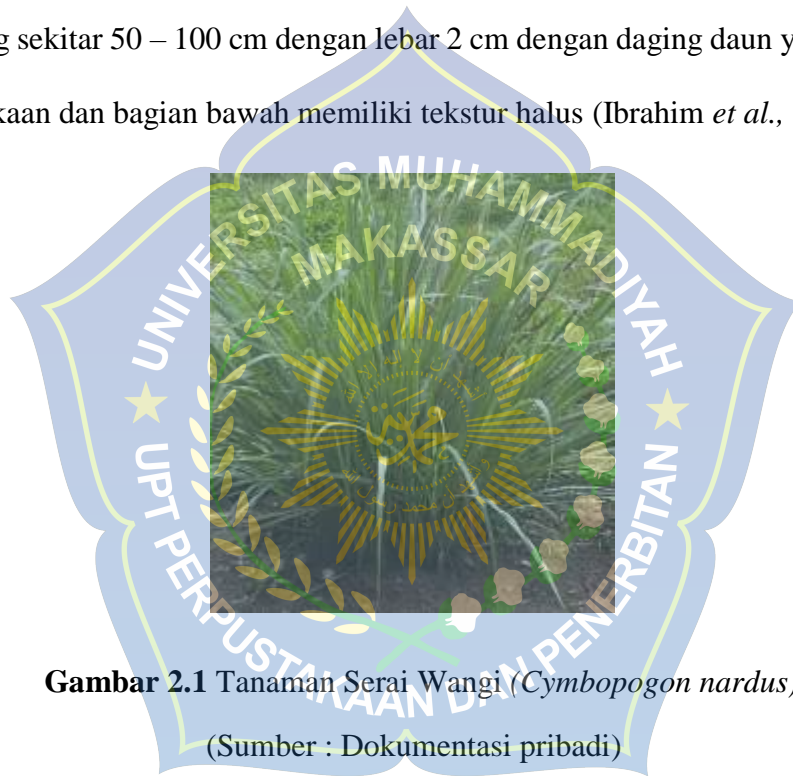 g sekitar 50 – 100 cm dengan lebar 2 cm dengan daging daun y
kaan dan bagian bawah memiliki tekstur halus (Ibrahim et al.,
UNIVERSITAS MUHAMMADIYAH
MAKASSAR
UPT PERPUSTAKAAN DAN PENERBITAN
Gambar 2.1 Tanaman Serai Wangi (Cymbopogon nardus)
(Sumber : Dokumentasi pribadi)